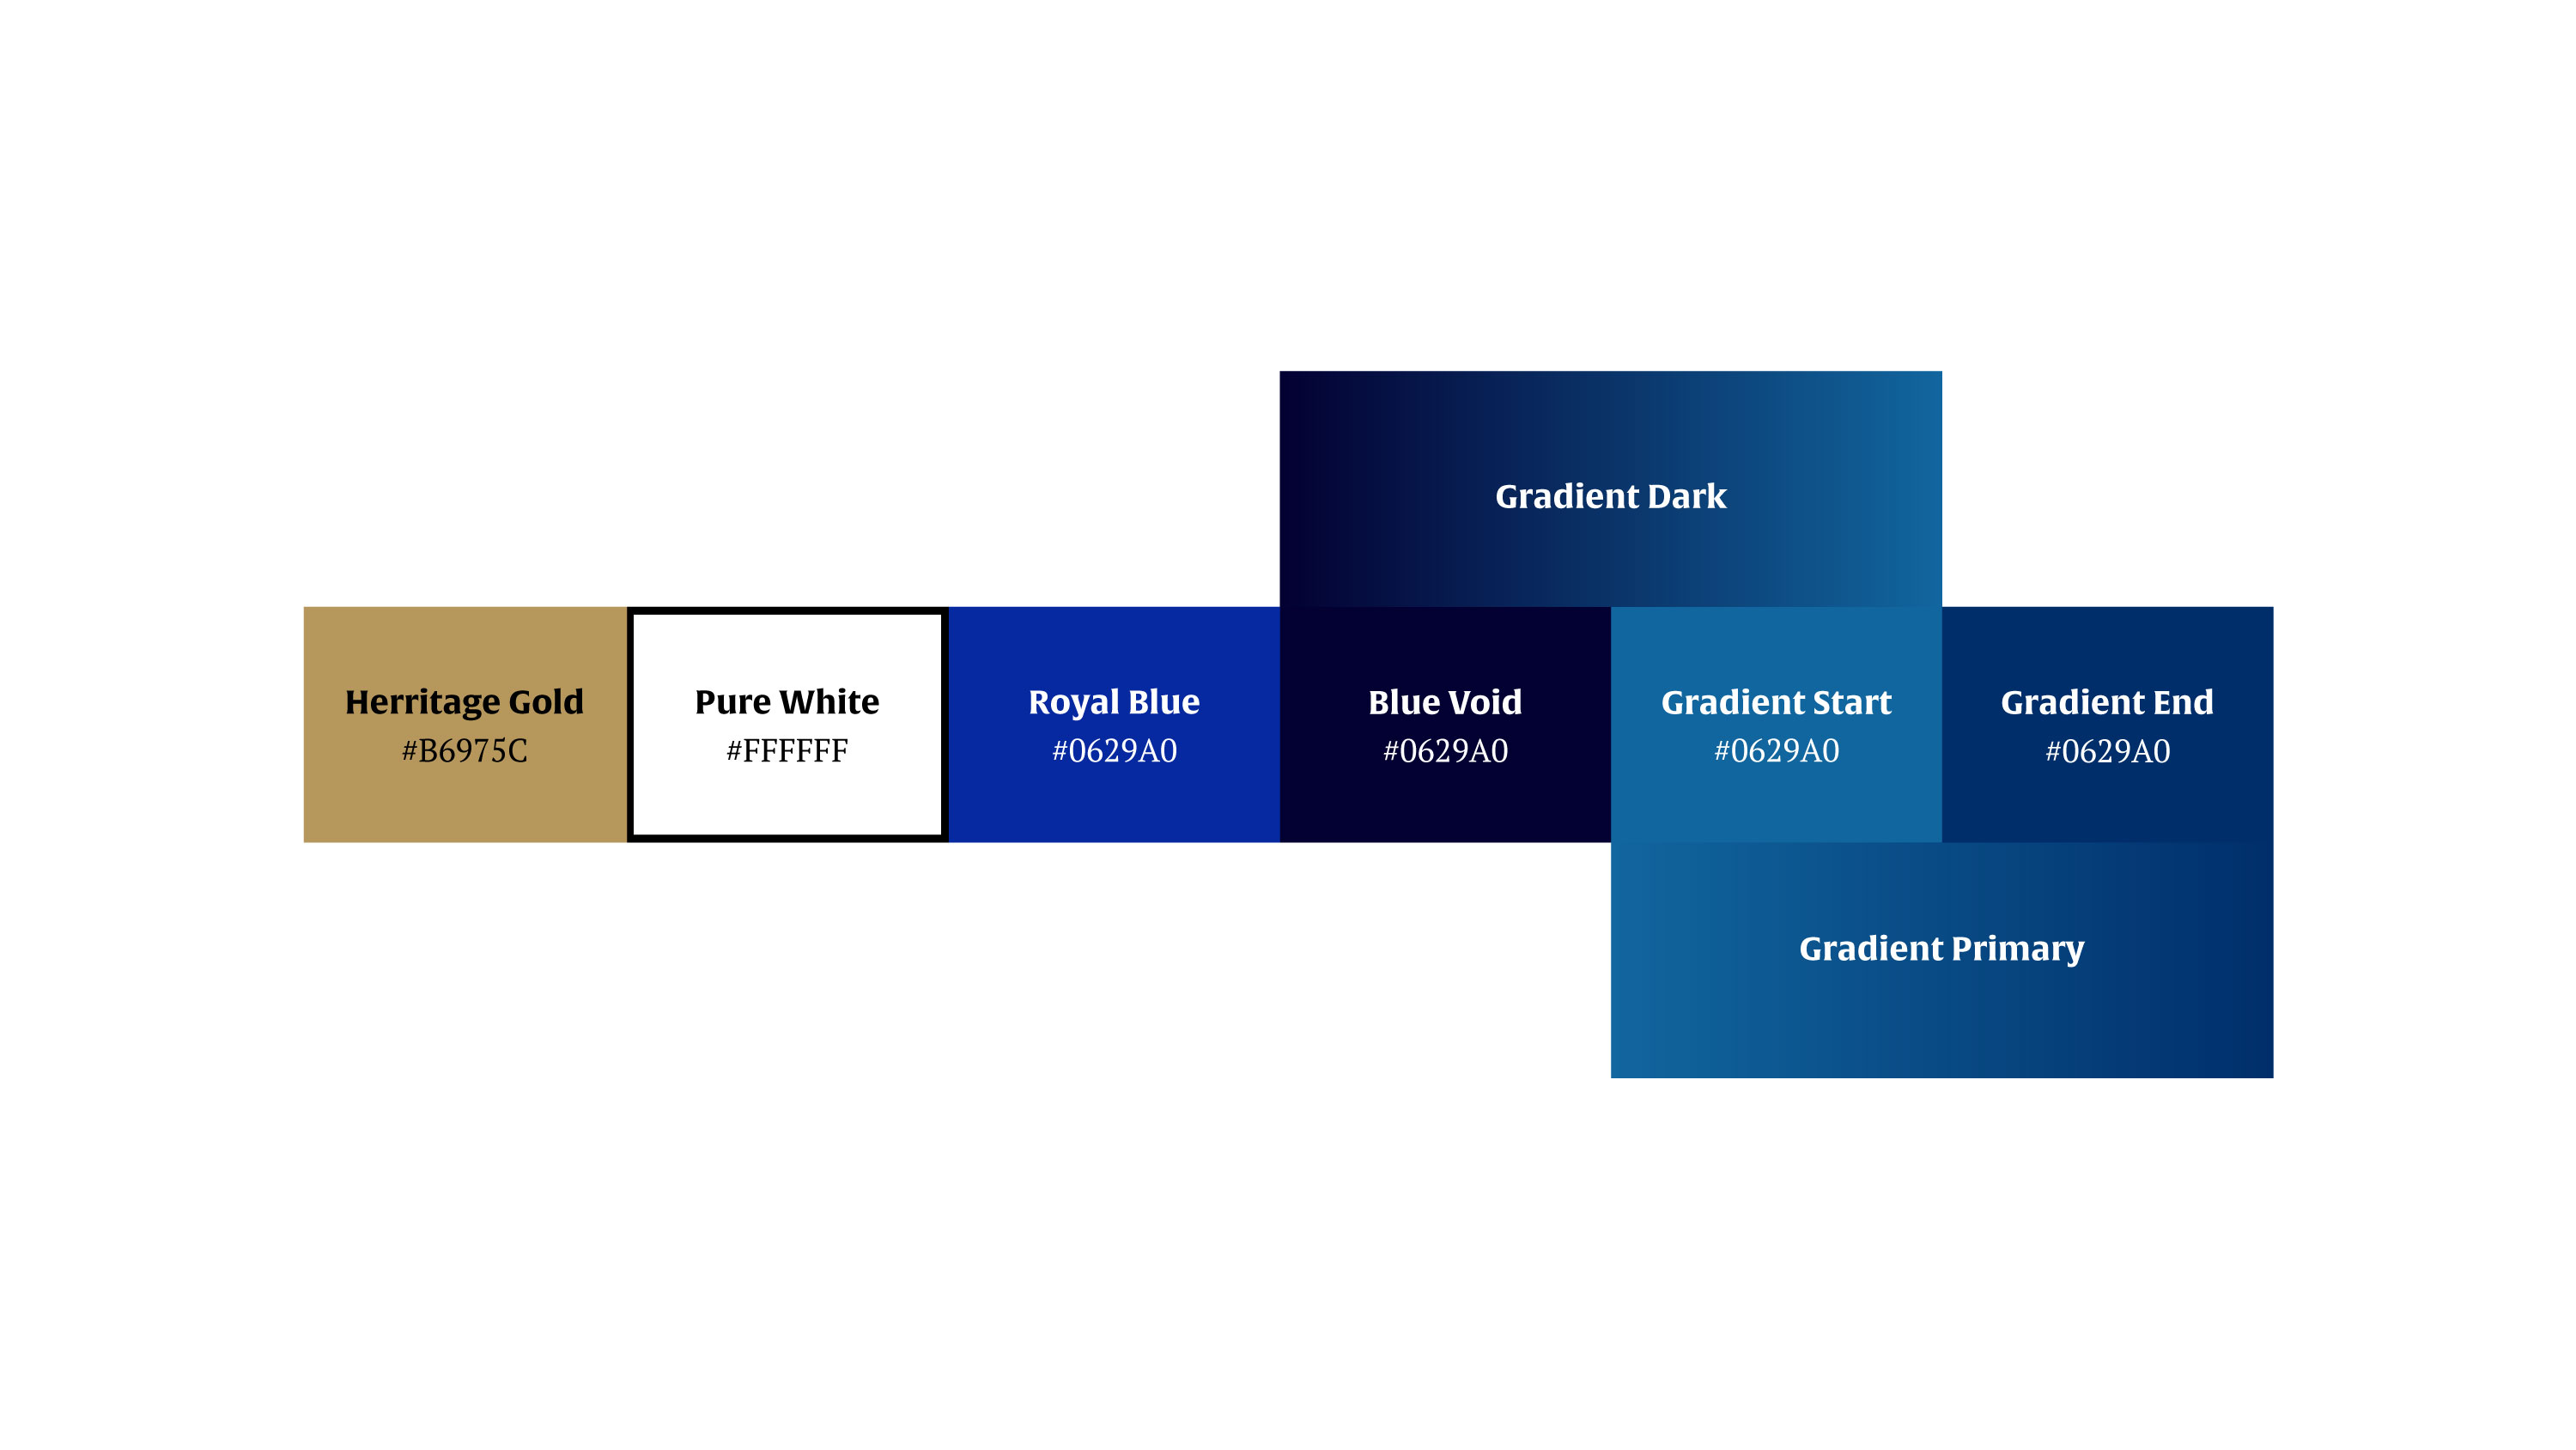 Gradient Dark
Herritage Gold
#B6975C
Pure White
#FFFFFF
Royal Blue
#0629A0
Blue Void
#0629A0
Gradient Start
#0629A0
Gradient End
#0629A0
Gradient Primary